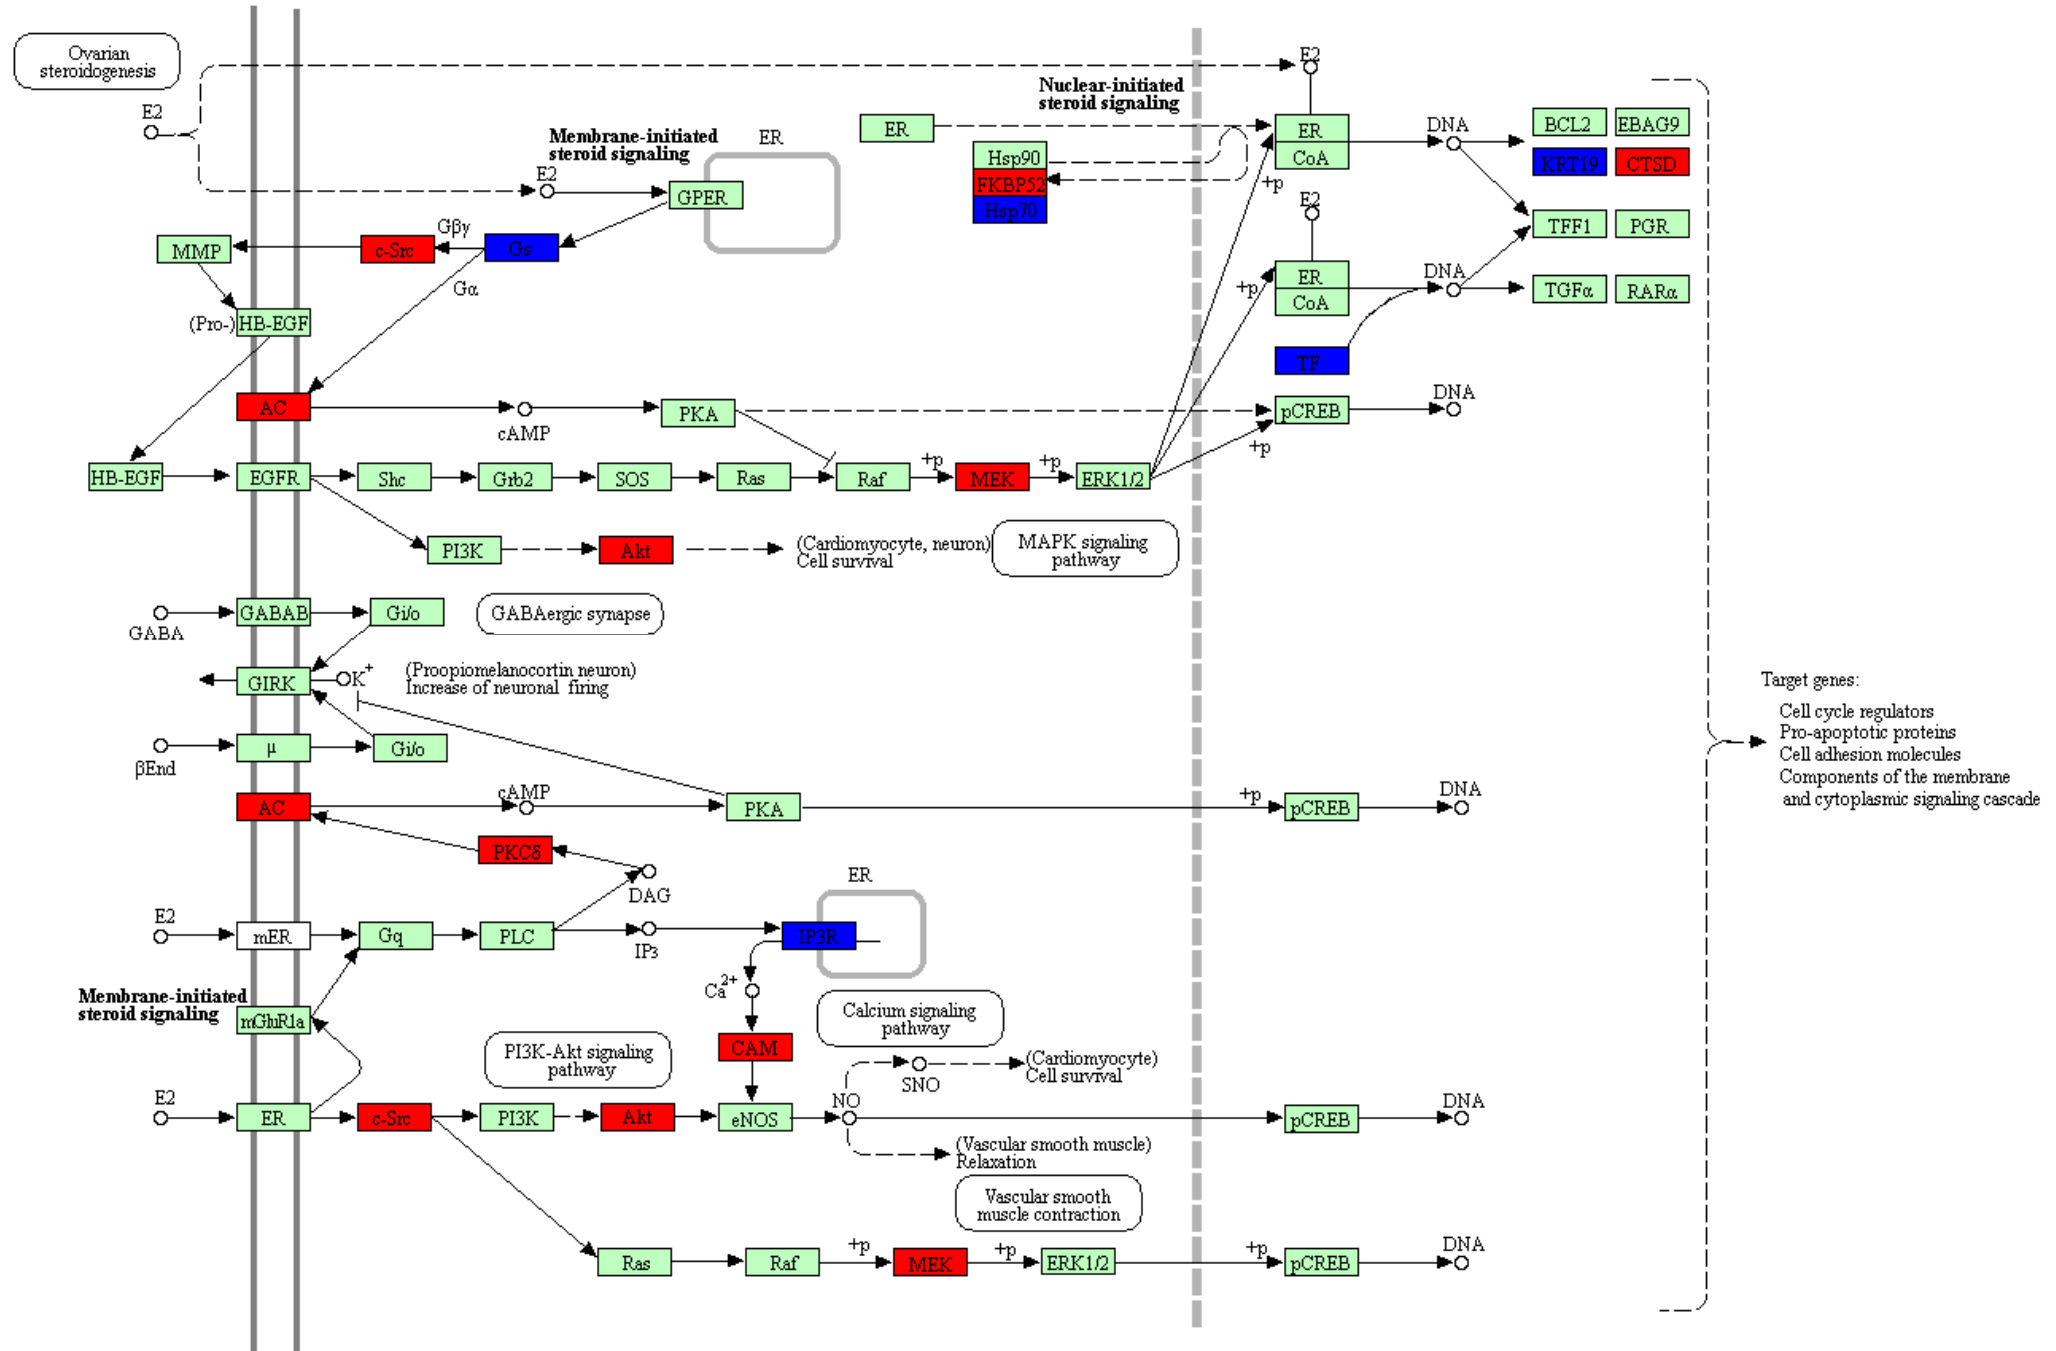 Ovarian
steroidogenesis
E2
E2
Nuclear-initiated
steroid signaling
Membrane-initiated
steroid signaling
ER
ER
ER
CoA
DNA
BCL2
EBAG9
Hsp90
FKBP52
Hsp70
KRT19
CTSD
E2
GPER
+p
E2
TFF1
PGR
MMP
c-Src
Gβγ
Gs
Gα
ER
CoA
+p
DNA
TGFα
RARα
(Pro-)
HB-EGF
TF
AC
cAMP
PKA
pCREB
DNA
+p
HB-EGF
EGFR
Shc
Grb2
SOS
Ras
Raf
+p
MEK
+p
ERK1/2
PI3K
Akt
(Cardiomyocyte, neuron)
Cell survival
MAPK signaling
pathway
GABA
GABAB
Gi/o
GABAergic synapse
GIRK
K+
(Proopiomelanocortin neuron)
Increase of neuronal firing
Target genes:
Cell cycle regulators
Pro-apoptotic proteins
Cell adhesion molecules
Components of the membrane
and cytoplasmic signaling cascade
βEnd
μ
Gi/o
AC
cAMP
PKA
+p
pCREB
DNA
PKCδ
DAG
ER
E2
mER
Gq
PLC
IP3
IP3R
Ca2+
Membrane-initiated
steroid signaling
mGluR1a
Calcium signaling
pathway
PI3K-Akt signaling
pathway
CAM
SNO
(Cardiomyocyte)
Cell survival
E2
ER
c-Src
PI3K
Akt
eNOS
NO
pCREB
DNA
(Vascular smooth muscle)
Relaxation
Vascular smooth
muscle contraction
Ras
Raf
+p
MEK
+p
ERK1/2
+p
pCREB
DNA